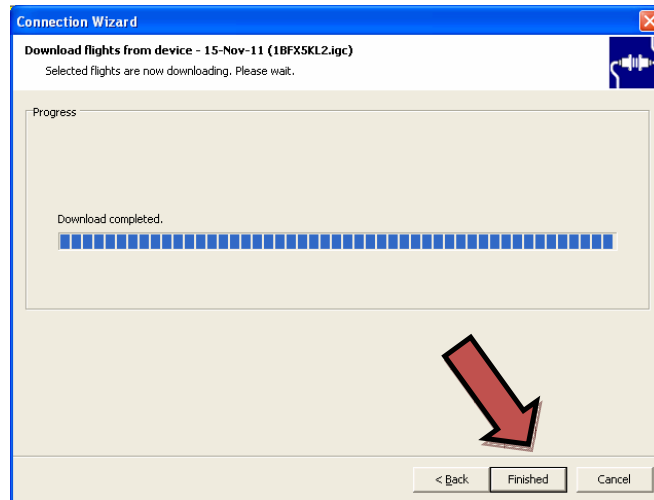 Connection Wizard
Download flights from device - 15-Nov-11 (1BFX5KL2.igc)
Selected flights are now downloading. Please wait.
Progress
Download completed.
< Back
Finished
Cancel